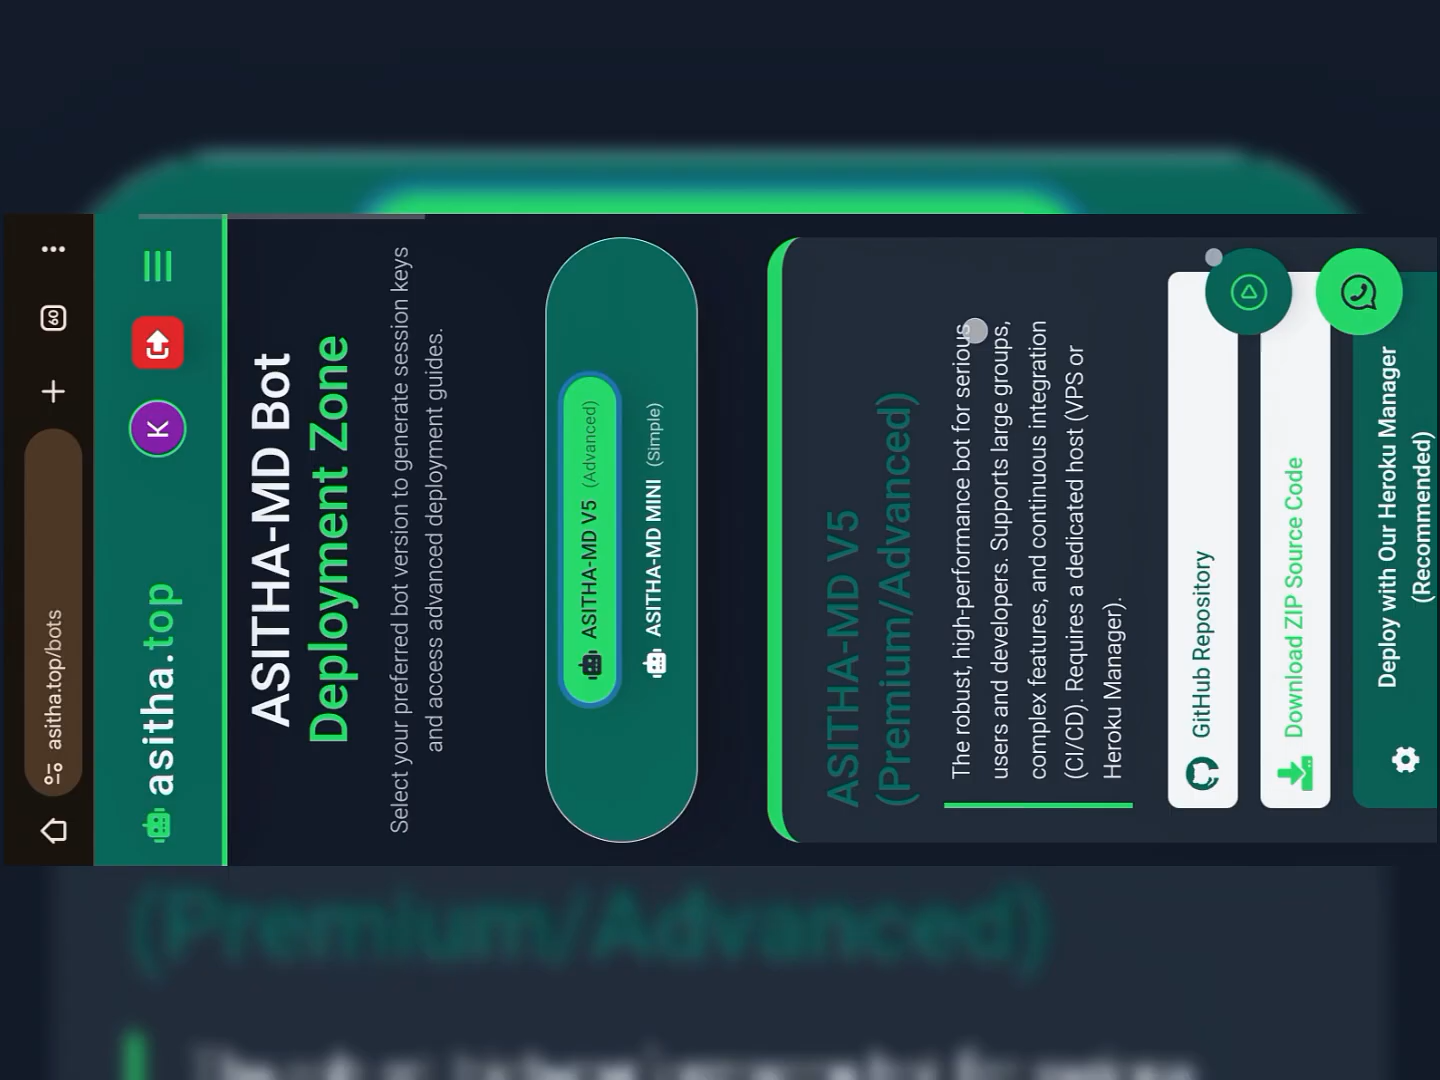 asitha.top/bots
60
asitha.top
K
ASITHA-MD Bot
Deployment Zone
Select your preferred bot version to generate session keys
and access advanced deployment guides.
ASITHA-MD V5 (Advanced)
ASITHA-MD MINI (Simple)
ASITHA-MD V5
(Premium/Advanced)
The robust, high-performance bot for serious
users and developers. Supports large groups,
complex features, and continuous integration
(CI/CD). Requires a dedicated host (VPS or
Heroku Manager).
GitHub Repository
Download ZIP Source Code
Deploy with Our Heroku Manager
(Recommended)
(Premium/Advanced)